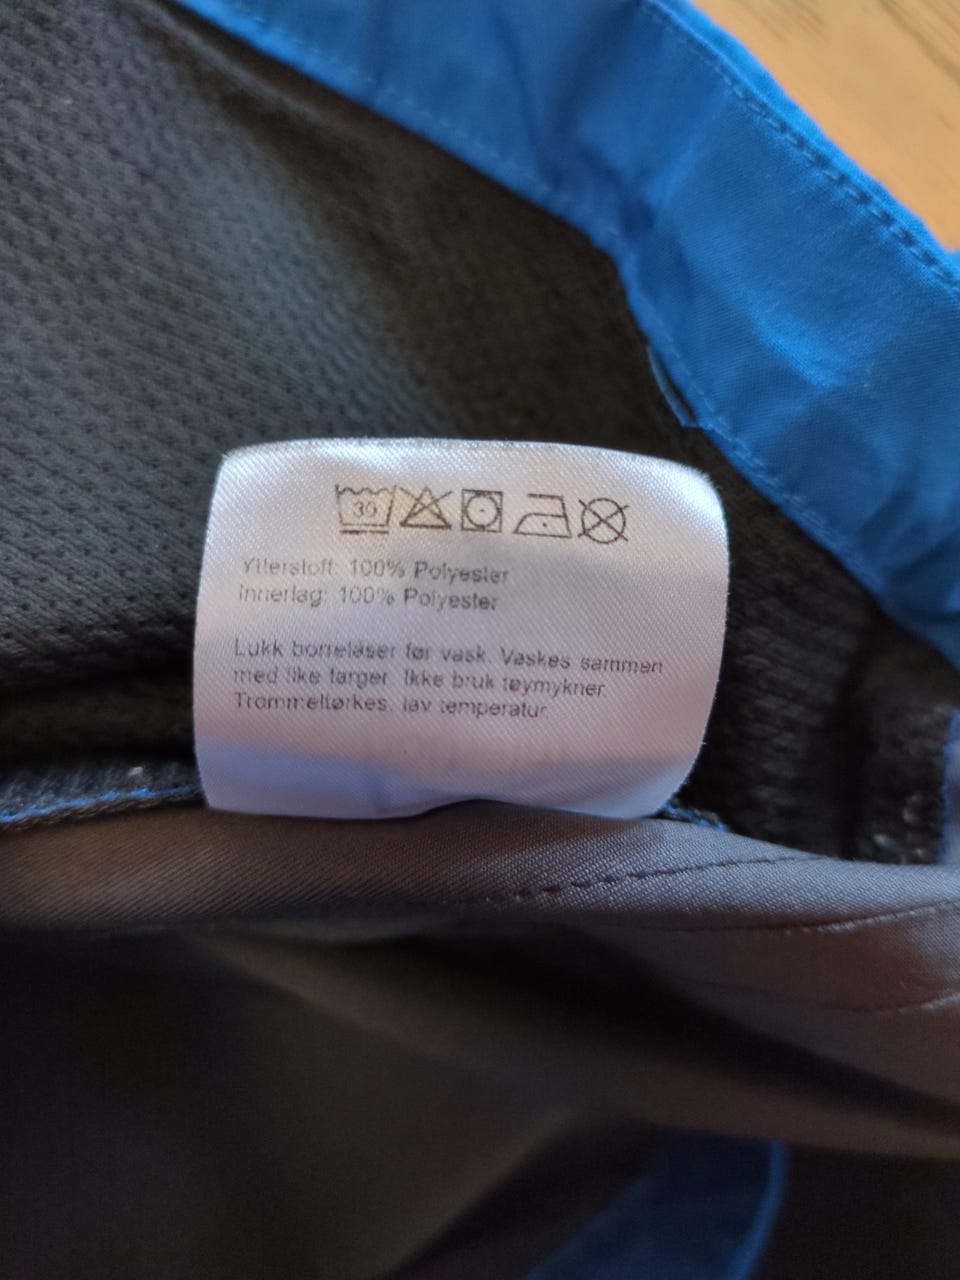 30
Ytterstoff: 100% Polyester
Innerlag: 100% Polyester
Lukk borrelåser før vask. Vaskes sammen
med like farger. Ikke bruk tøymykner.
Trommeltørkes, lav temperatur.